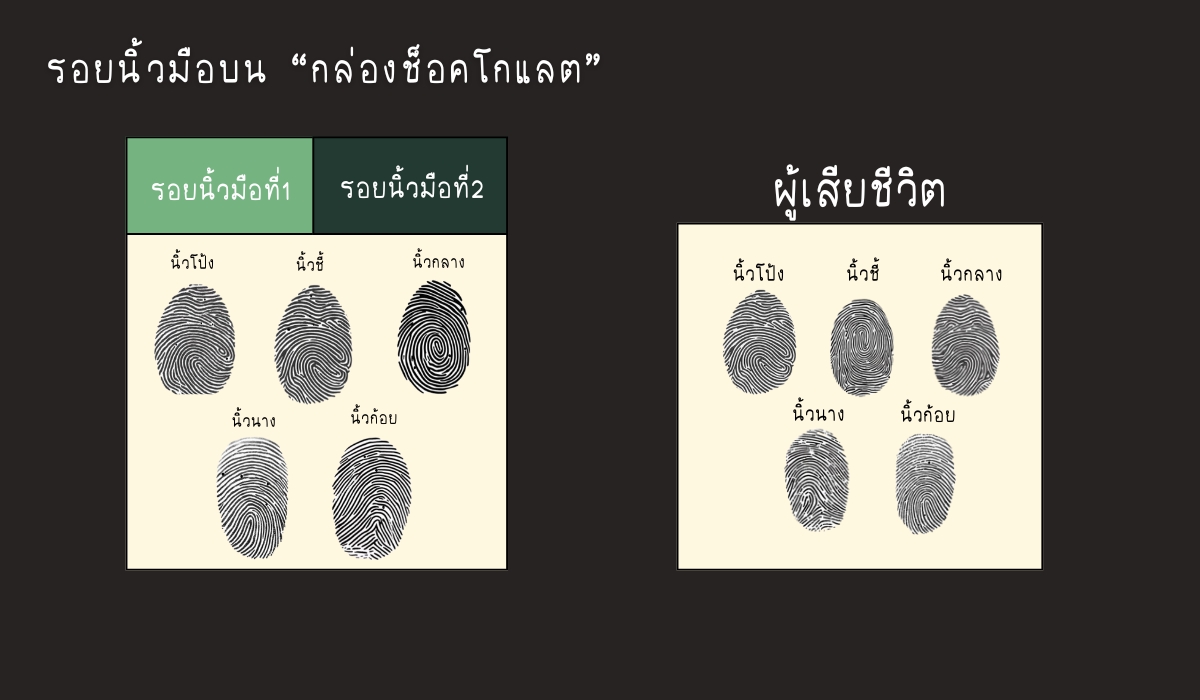 รอยนิ้วมือบน “กล่องช็อคโกแลต”
รอยนิ้วมือที่1
รอยนิ้วมือที่2
นิ้วโป้ง นิ้วชี้ นิ้วกลาง
นิ้วนาง นิ้วก้อย
ผู้เสียชีวิต
นิ้วโป้ง นิ้วชี้ นิ้วกลาง
นิ้วนาง นิ้วก้อย